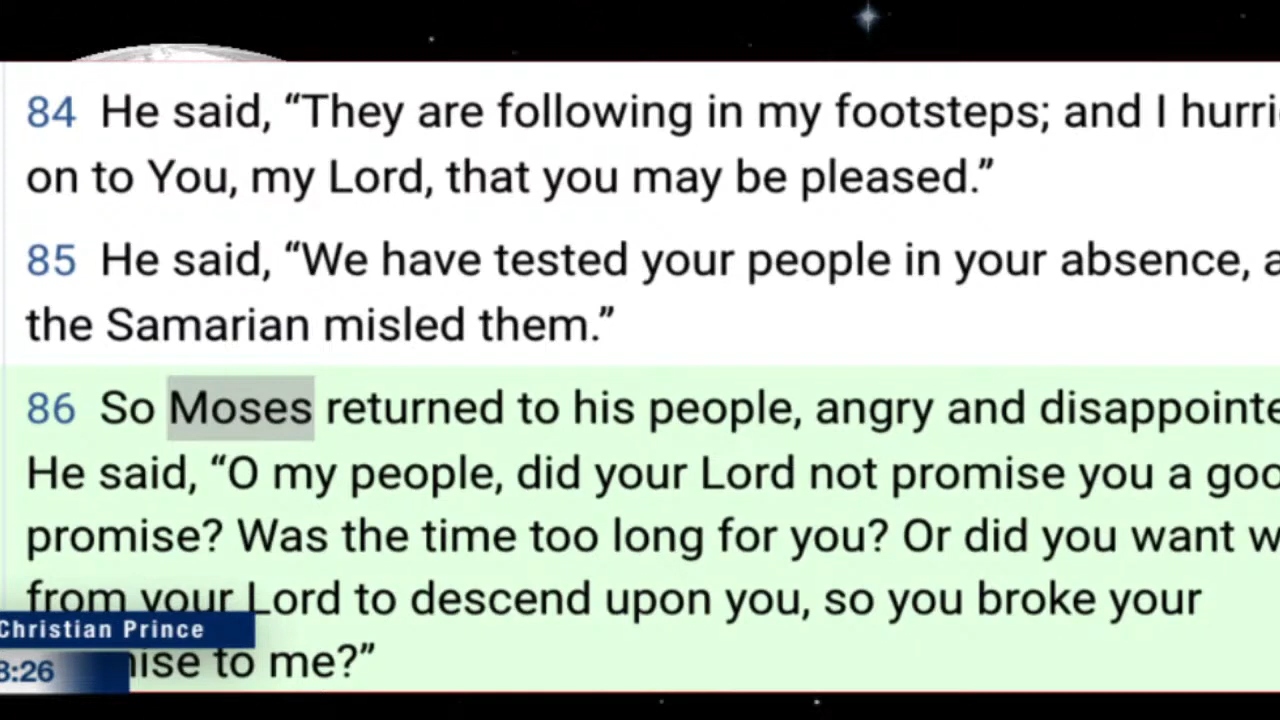 84 He said, “They are following in my footsteps; and I hurri
on to You, my Lord, that you may be pleased.”
85 He said, “We have tested your people in your absence, a
the Samarian misled them.”
86 So Moses returned to his people, angry and disappointe
He said, “O my people, did your Lord not promise you a goo
promise? Was the time too long for you? Or did you want w
from your Lord to descend upon you, so you broke your
Christian Prince
to me?”
8:26